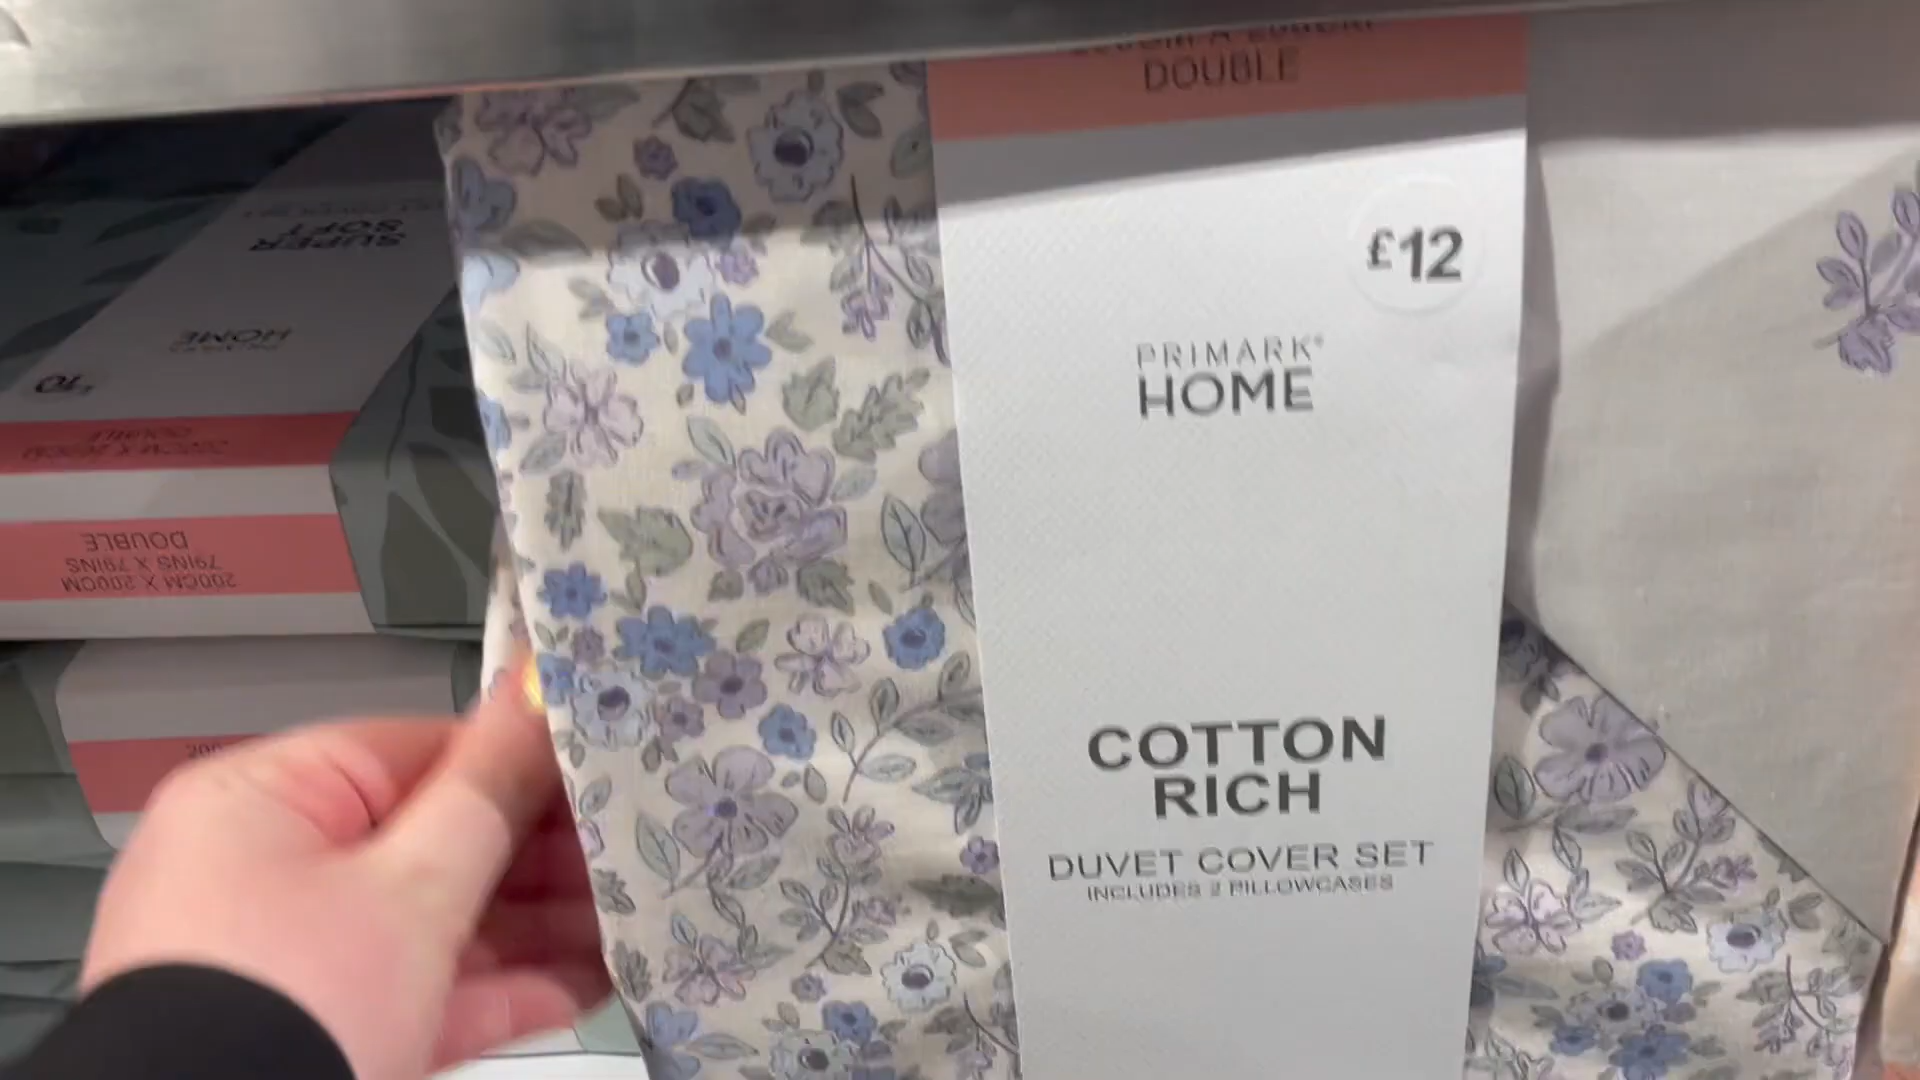 DOUBLE
£12
PRIMARK®
HOME
COTTON
RICH
DUVET COVER SET
INCLUDES 2 PILLOWCASES
SUPER
SOFT
HOME
£10
200CM X 200CM
79INS X 79INS
DOUBLE